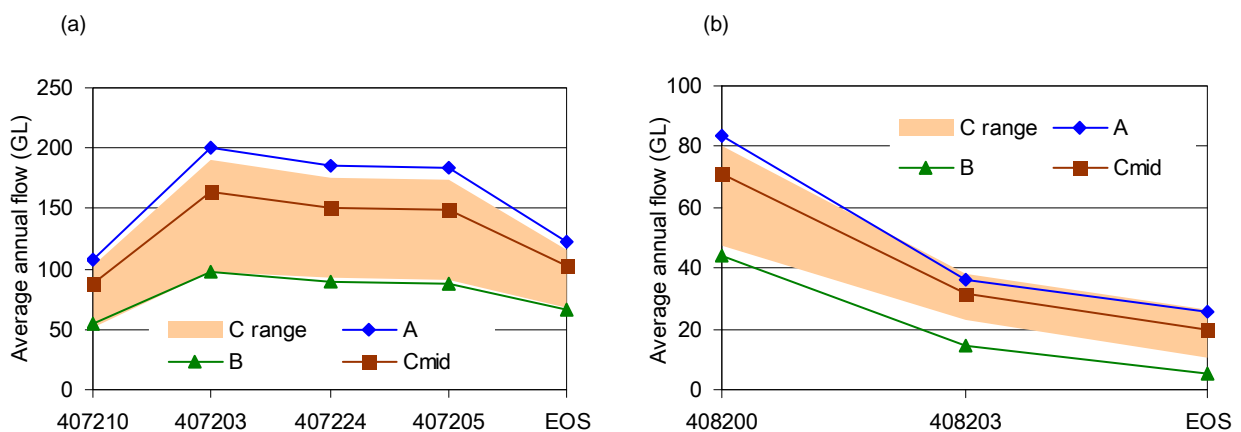 (a)
Average annual flow (GL)
250
200
150
100
50
0
C range
A
B
Cmid
407210 407203 407224 407205 EOS
(b)
Average annual flow (GL)
100
80
60
40
20
0
C range
A
B
Cmid
408200 408203 EOS